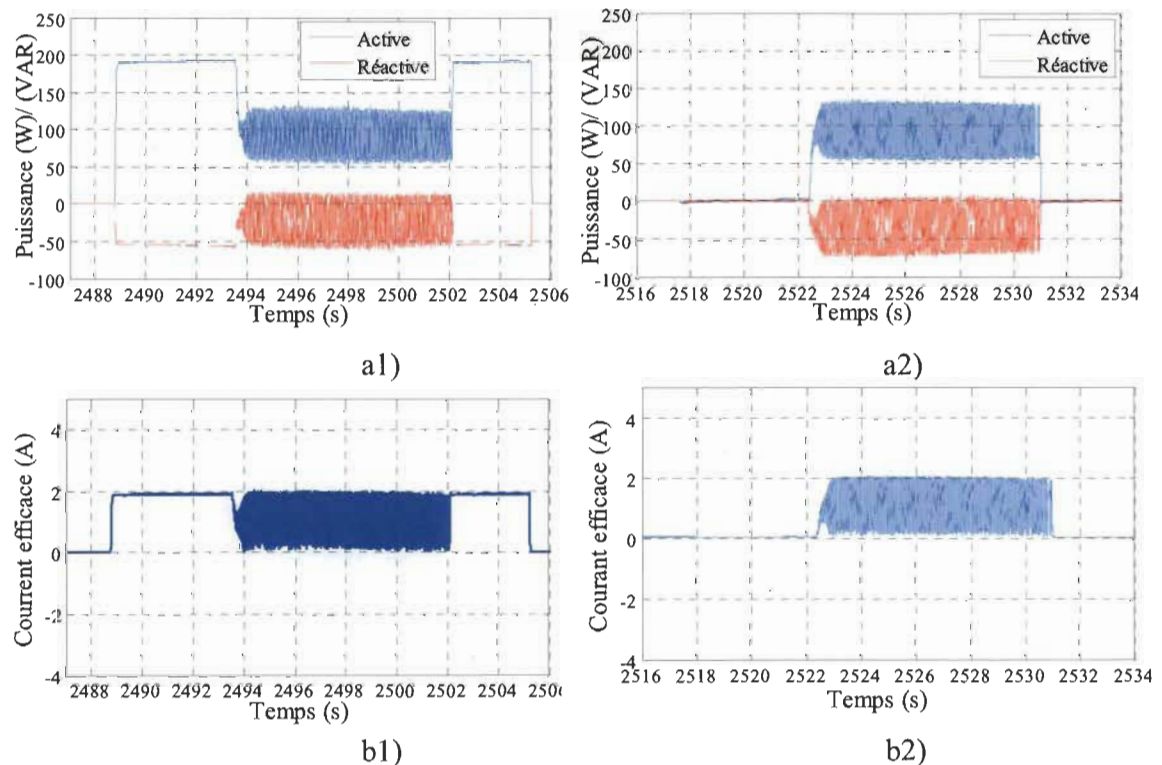 Puissance (W)/ (VAR)
250
200
150
100
50
0
-50
-100
Active
Réactive
2488 2490 2492 2494 2496 2498 2500 2502 2504 2506
Temps (s)
a1)
Puissance (W)/ (VAR)
250
200
150
100
50
0
-50
-100
Active
Réactive
2516 2518 2520 2522 2524 2526 2528 2530 2532 2534
Temps (s)
a2)
Courrent efficace (A)
4
2
0
-2
-4
2488 2490 2492 2494 2496 2498 2500 2502 2504 250
Temps (s)
b1)
Courant efficace (A)
4
2
0
-2
-4
2516 2518 2520 2522 2524 2526 2528 2530 2532 2534
Temps (s)
b2)